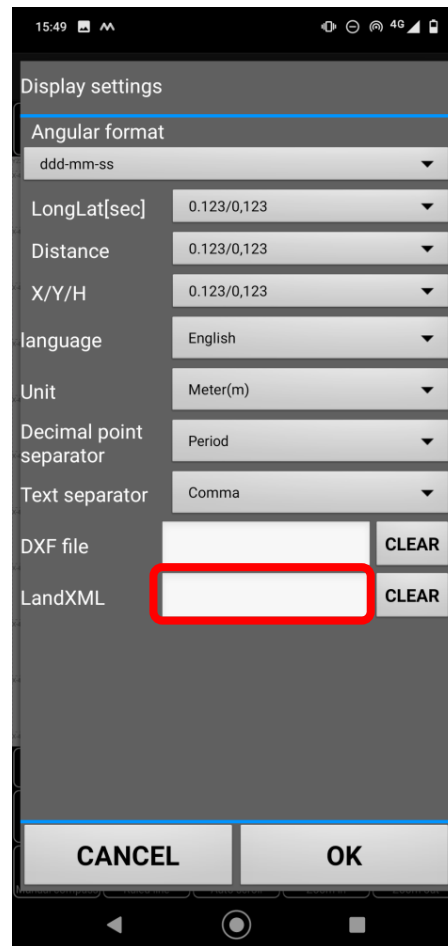 15:49 4G
Display settings
Angular format
ddd-mm-ss
LongLat[sec] 0.123/0,123
Distance 0.123/0,123
X/Y/H 0.123/0,123
language English
Unit Meter(m)
Decimal point
separator Period
Text separator Comma
DXF file CLEAR
LandXML CLEAR
CANCEL OK